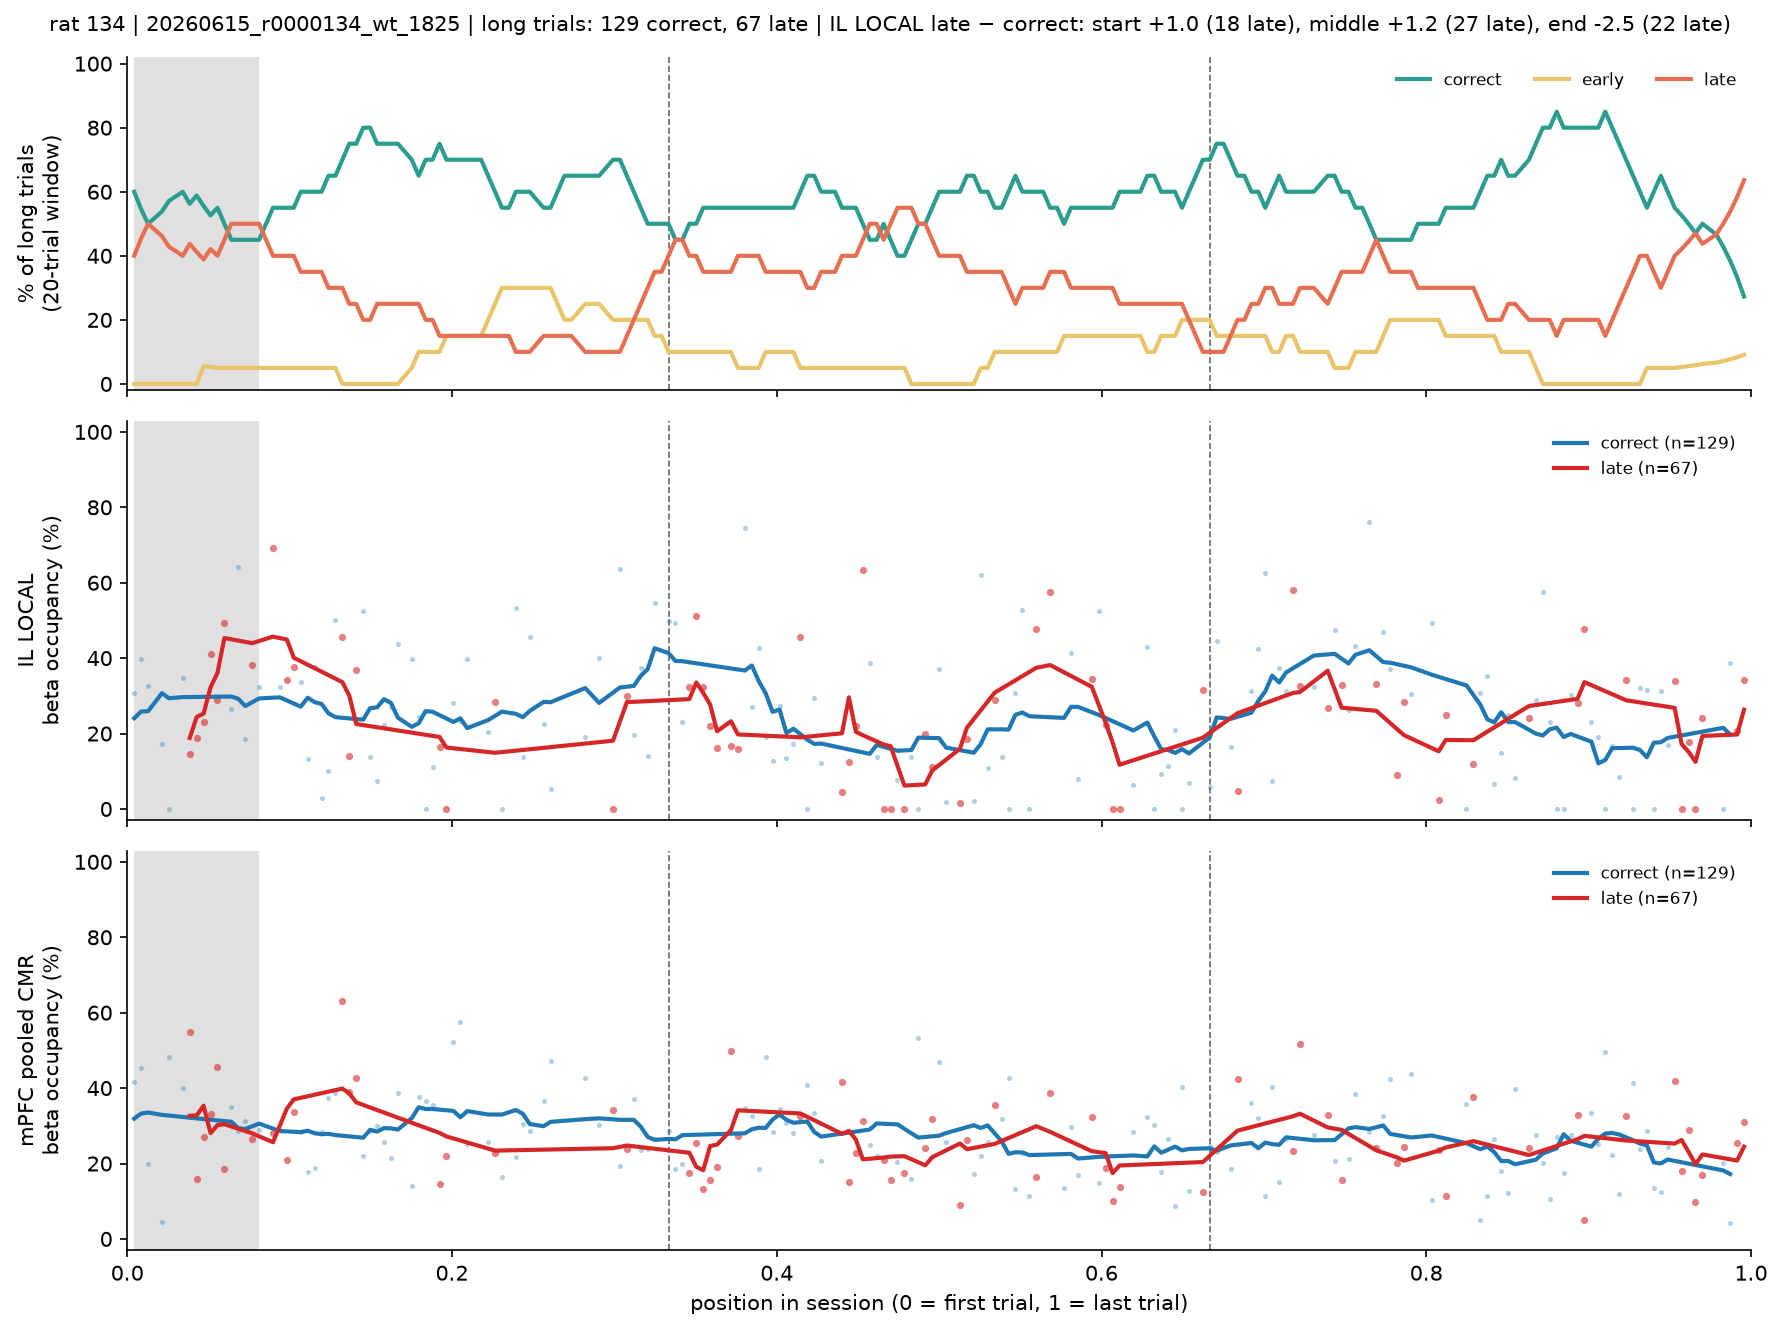 rat 134 | 20260615_r0000134_wt_1825 | long trials: 129 correct, 67 late | IL LOCAL late − correct: start +1.0 (18 late), middle +1.2 (27 late), end -2.5 (22 late)
% of long trials
(20-trial window)
100
80
60
40
20
0
correct
early
late
IL LOCAL
beta occupancy (%)
100
80
60
40
20
0
correct (n=129)
late (n=67)
mPFC pooled CMR
beta occupancy (%)
100
80
60
40
20
0
correct (n=129)
late (n=67)
0.0 0.2 0.4 0.6 0.8 1.0
position in session (0 = first trial, 1 = last trial)